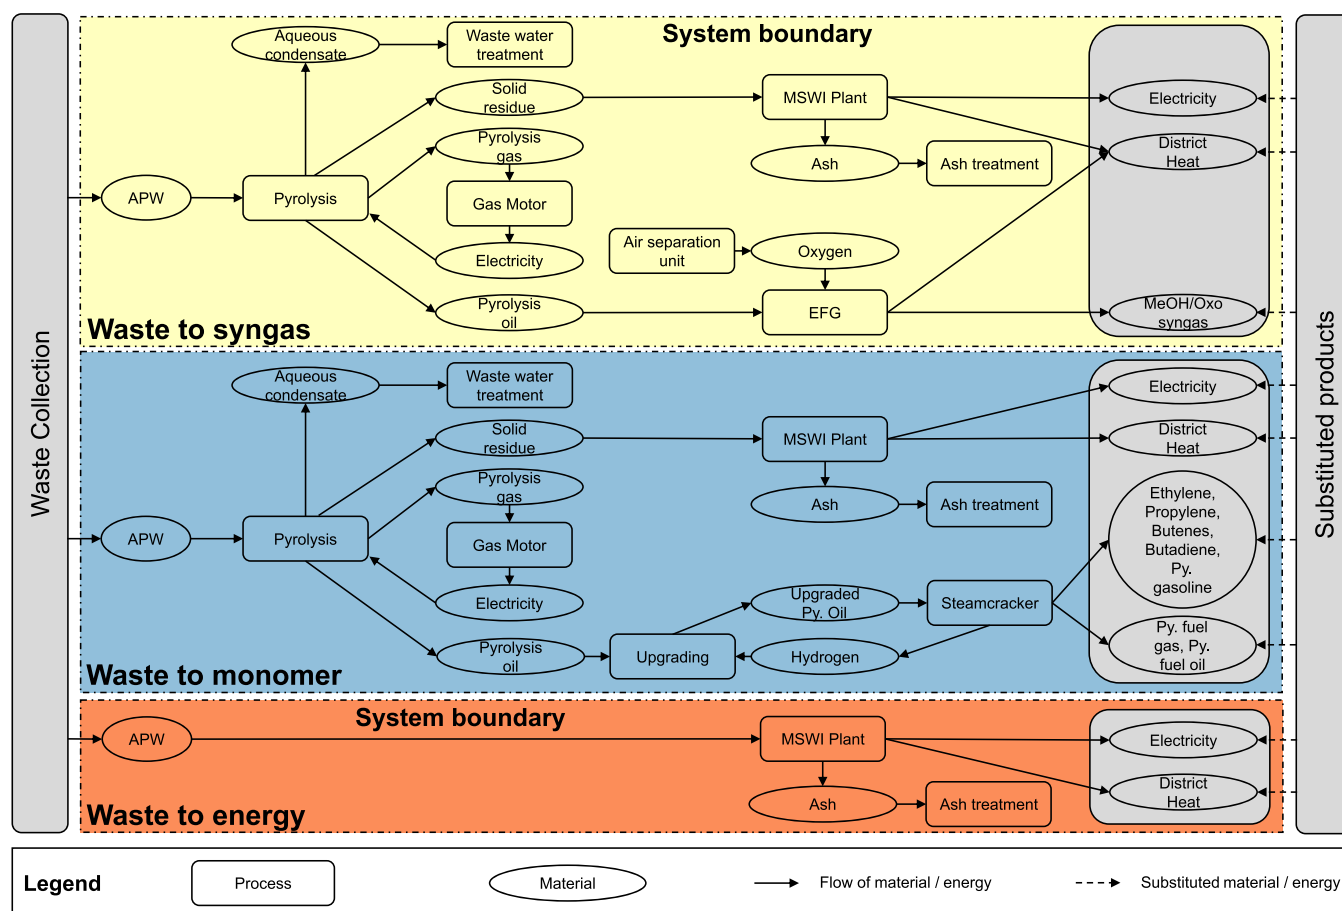 Waste Collection
System boundary
Aqueous
condensate
Waste water
treatment
Solid
residue
MSWI Plant
Electricity
Pyrolysis
gas
District
Heat
Ash
Ash treatment
APW
Pyrolysis
Gas Motor
Air separation
unit
Oxygen
Electricity
Pyrolysis
oil
EFG
MeOH/Oxo
syngas
Waste to syngas
Aqueous
condensate
Waste water
treatment
Electricity
Solid
residue
MSWI Plant
District
Heat
Pyrolysis
gas
Ash
Ash treatment
Ethylene,
Propylene,
Butenes,
Butadiene,
Py.
gasoline
APW
Pyrolysis
Gas Motor
Electricity
Upgraded
Py. Oil
Steamcracker
Pyrolysis
oil
Upgrading
Hydrogen
Py. fuel
gas, Py.
fuel oil
Waste to monomer
System boundary
APW
MSWI Plant
Electricity
District
Heat
Ash
Ash treatment
Waste to energy
Substituted products
Legend
Process
Material
Flow of material / energy
Substituted material / energy